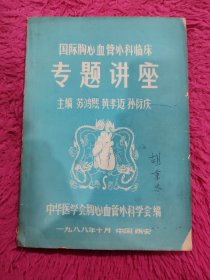 国际胸心血管外科临床
专题讲座
主编 苏鸿熙 黄孝迈 孙衍庆
胡
中华医学会胸心血管外科学会编
一九八八年十月 中国西安